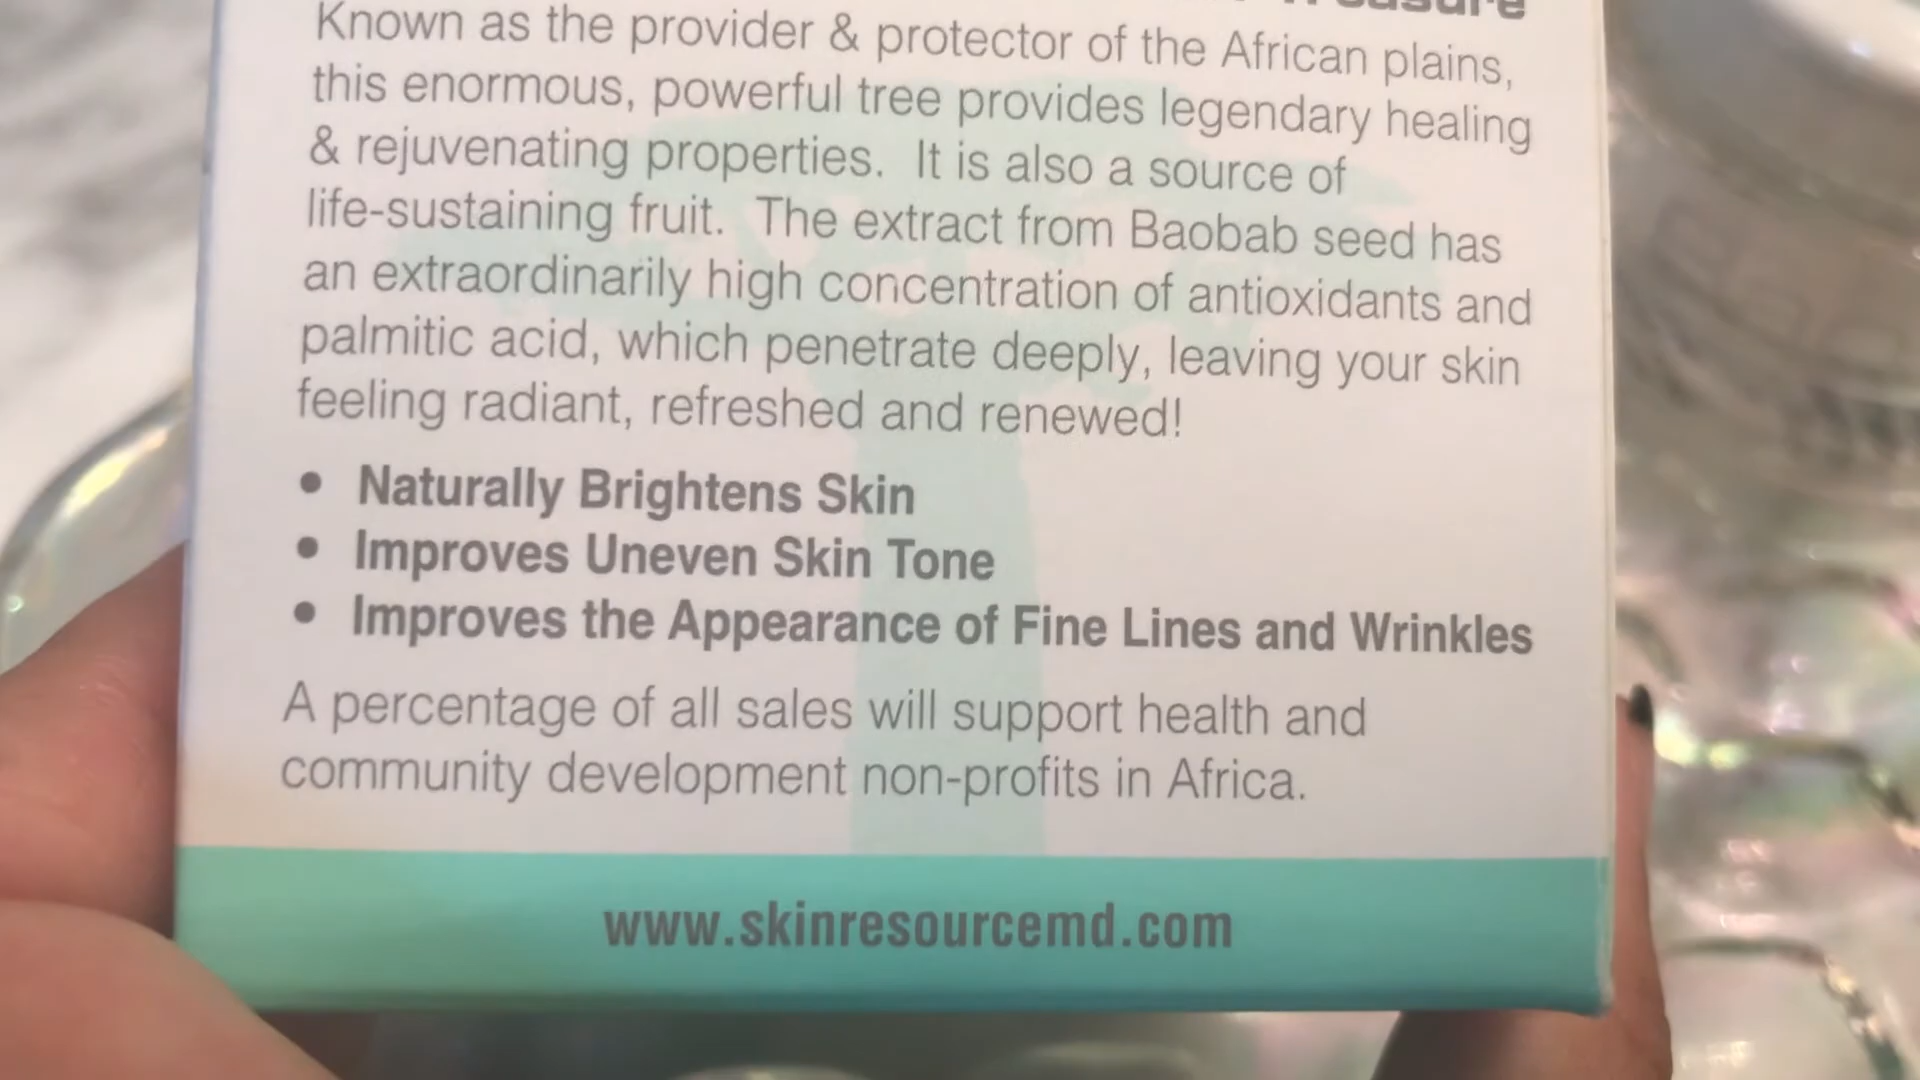 Treasure
Known as the provider & protector of the African plains,
this enormous, powerful tree provides legendary healing
& rejuvenating properties. It is also a source of
life-sustaining fruit. The extract from Baobab seed has
an extraordinarily high concentration of antioxidants and
palmitic acid, which penetrate deeply, leaving your skin
feeling radiant, refreshed and renewed!
• Naturally Brightens Skin
• Improves Uneven Skin Tone
• Improves the Appearance of Fine Lines and Wrinkles
A percentage of all sales will support health and
community development non-profits in Africa.
www.skinresourcemd.com